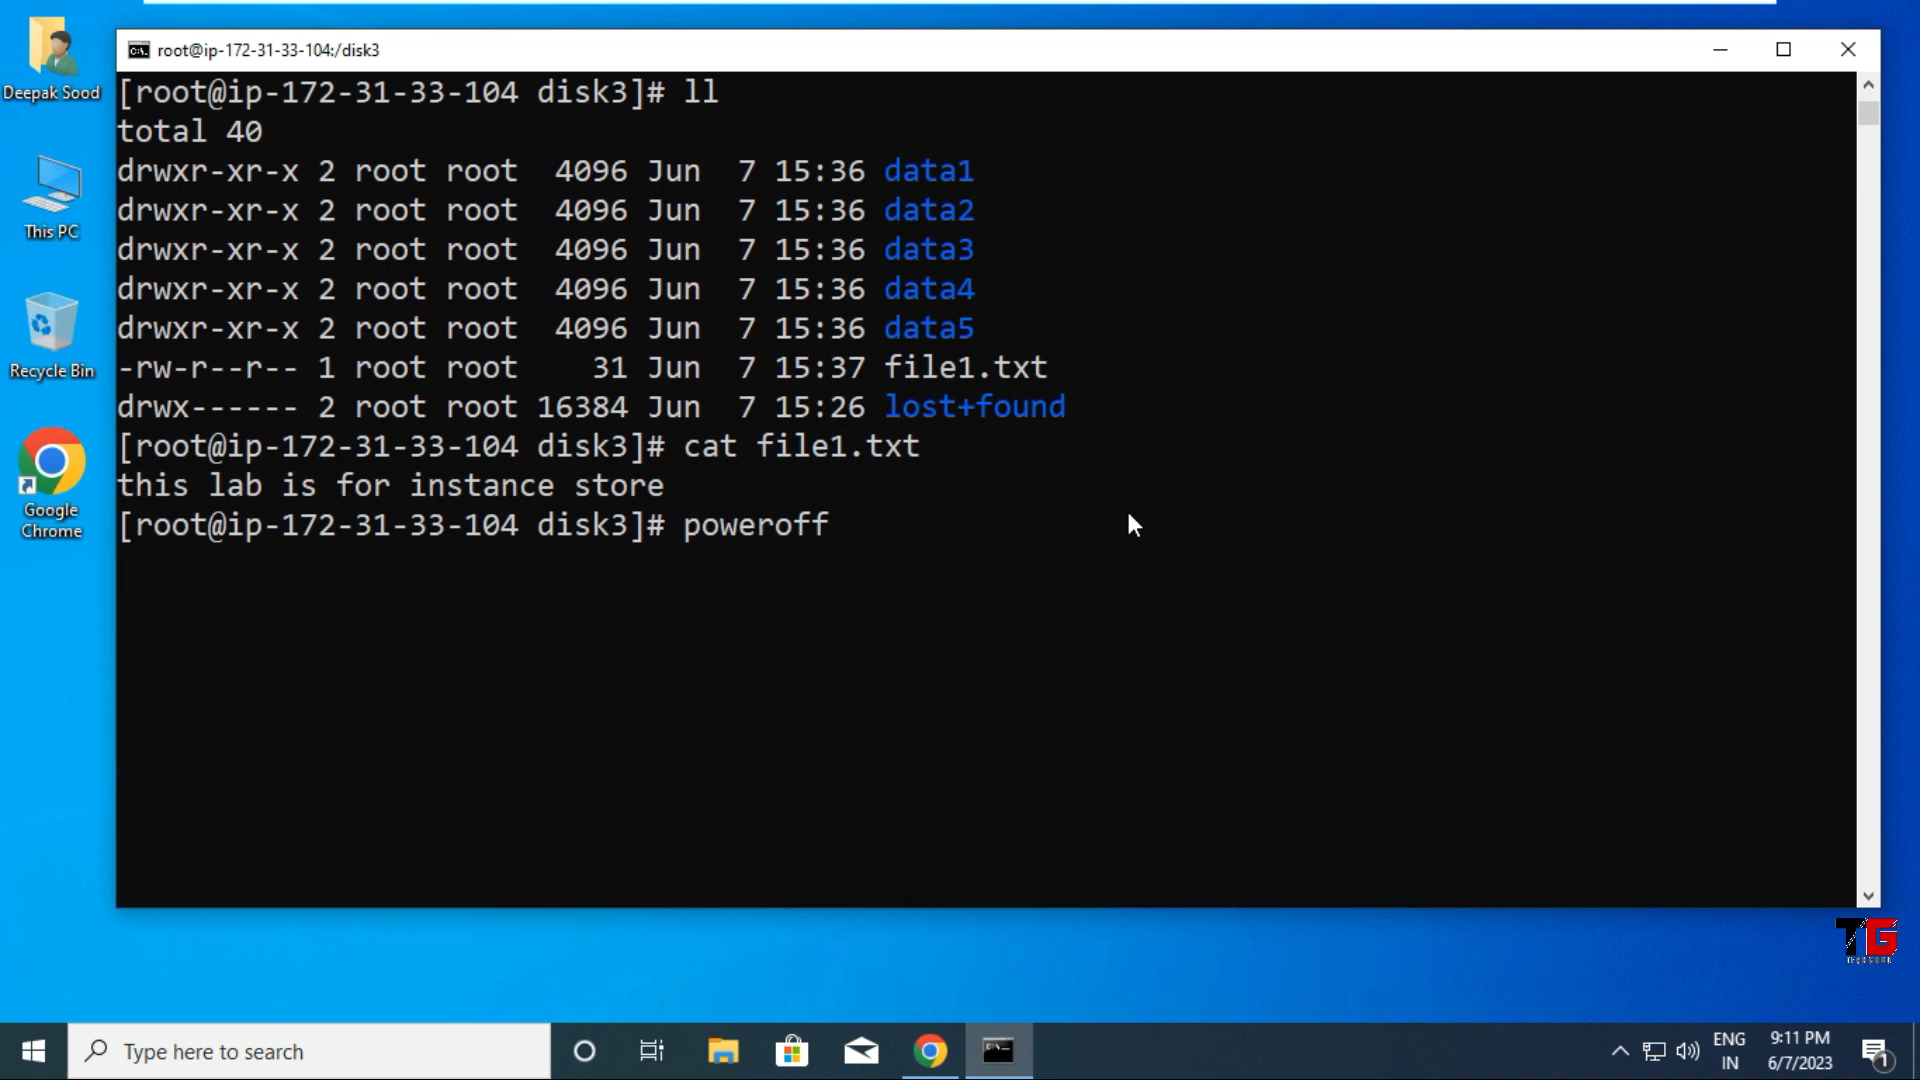 Deepak Sood
This PC
Recycle Bin
Google
Chrome
root@ip-172-31-33-104:/disk3
[root@ip-172-31-33-104 disk3]# ll
total 40
drwxr-xr-x 2 root root  4096 Jun  7 15:36 data1
drwxr-xr-x 2 root root  4096 Jun  7 15:36 data2
drwxr-xr-x 2 root root  4096 Jun  7 15:36 data3
drwxr-xr-x 2 root root  4096 Jun  7 15:36 data4
drwxr-xr-x 2 root root  4096 Jun  7 15:36 data5
-rw-r--r-- 1 root root    31 Jun  7 15:37 file1.txt
drwx------ 2 root root 16384 Jun  7 15:26 lost+found
[root@ip-172-31-33-104 disk3]# cat file1.txt
this lab is for instance store
[root@ip-172-31-33-104 disk3]# poweroff
TG
Type here to search
ENG
IN
9:11 PM
6/7/2023
1